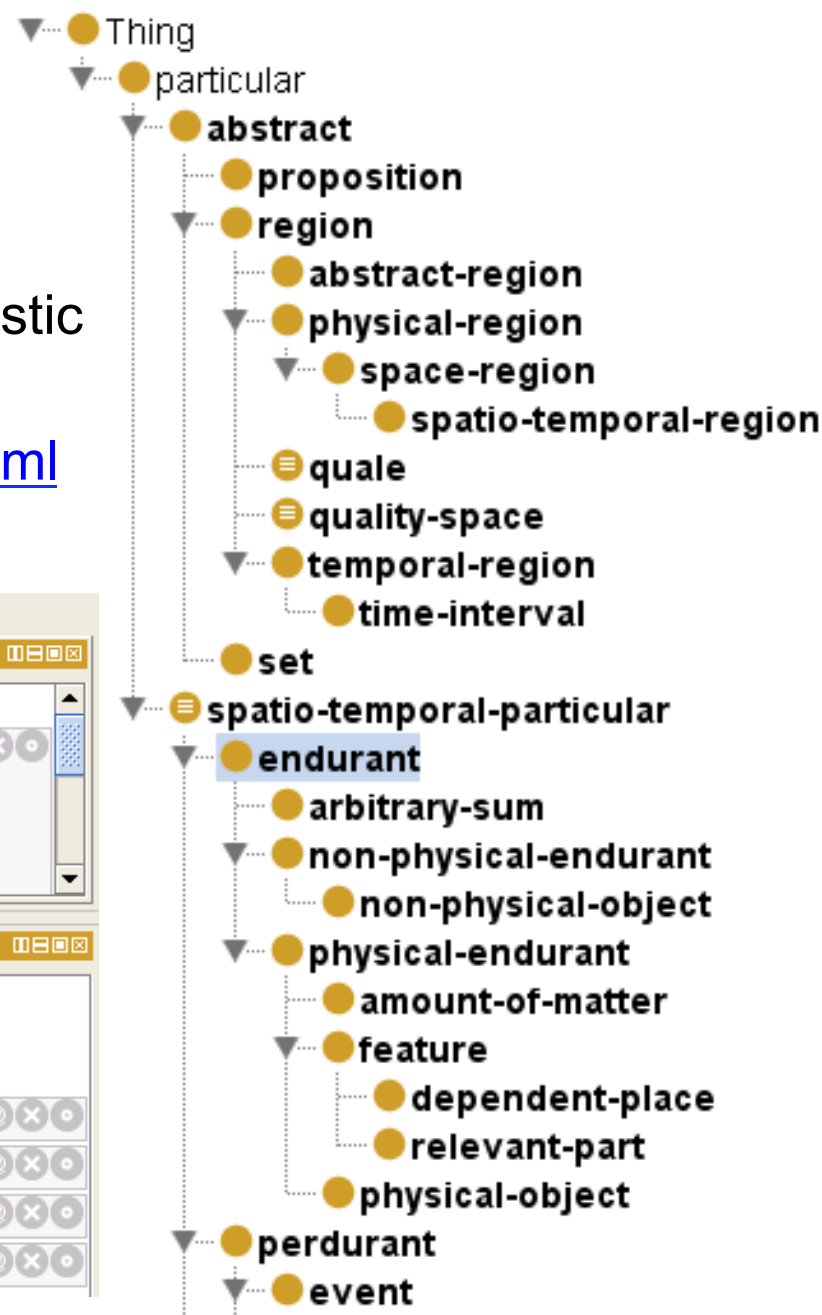 Thing
particular
abstract
proposition
region
abstract-region
stic
physical-region
space-region
spatio-temporal-region
ml
quale
quality-space
temporal-region
time-interval
set
spatio-temporal-particular
endurant
arbitrary-sum
non-physical-endurant
non-physical-object
physical-endurant
amount-of-matter
feature
dependent-place
relevant-part
physical-object
perdurant
event